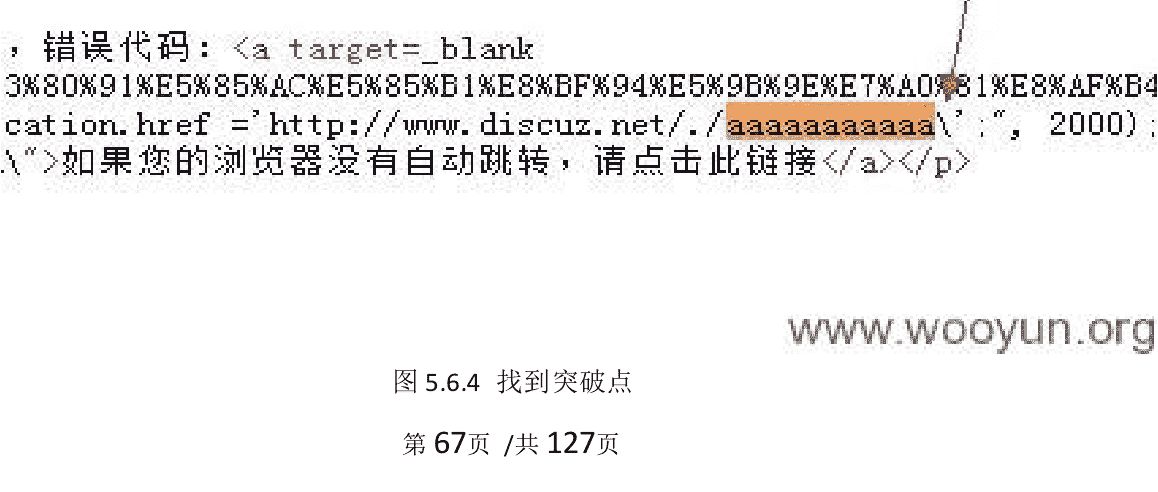 ，错误代码：<a target=_blank
3%80%91%E5%85%AC%E5%85%B1%E8%BF%94%E5%9B%9E%E7%A0%81%E8%AF%B4
cation.href ='http://www.discuz.net/./aaaaaaaaaaa\';", 2000);
\">如果您的浏览器没有自动跳转，请点击此链接</a></p>
www.wooyun.org
图 5.6.4 找到突破点
第 67页 /共 127页